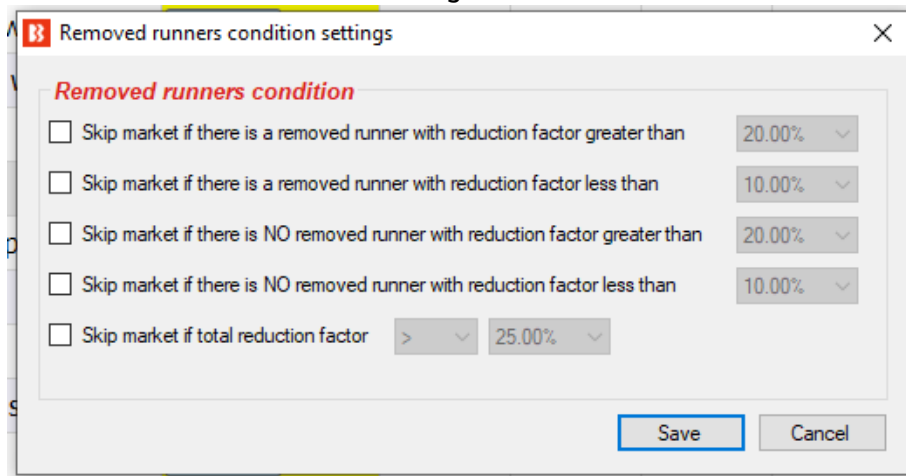 Removed runners condition settings
Removed runners condition
Skip market if there is a removed runner with reduction factor greater than 20.00%
Skip market if there is a removed runner with reduction factor less than 10.00%
Skip market if there is NO removed runner with reduction factor greater than 20.00%
Skip market if there is NO removed runner with reduction factor less than 10.00%
Skip market if total reduction factor > 25.00%
Save Cancel